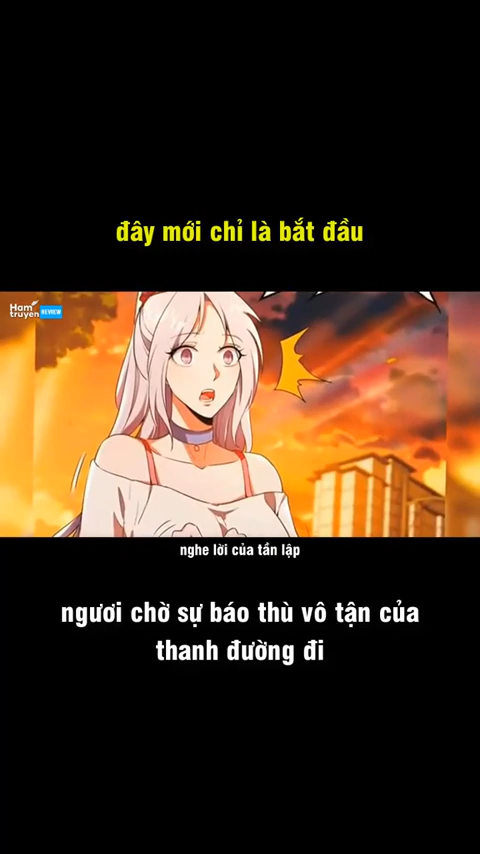 đây mới chỉ là bắt đầu
Ham
truyen REVIEW
nghe lời của tần lập
ngươi chờ sự báo thù vô tận của
thanh đường đi